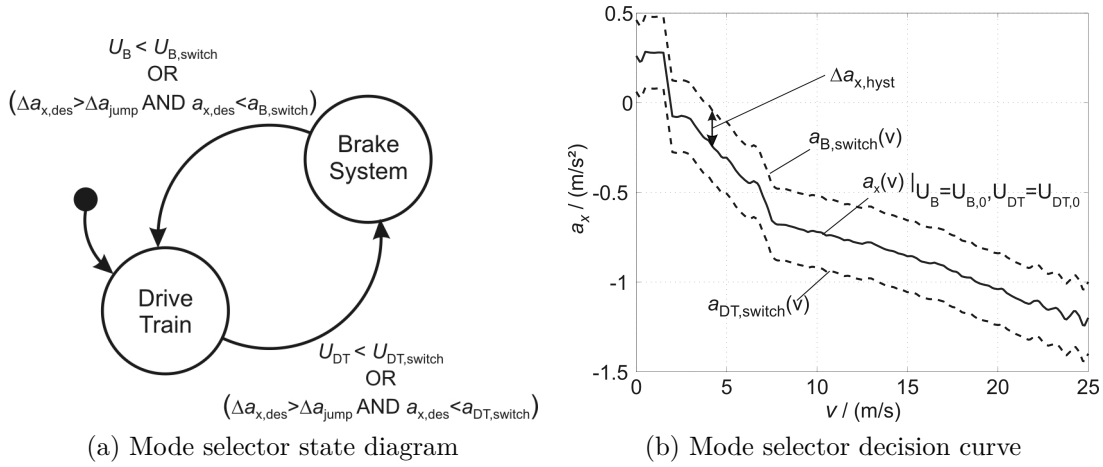 U_B < U_B,switch
OR
(Δa_x,des>Δa_jump AND a_x,des<a_B,switch)
Brake
System
Drive
Train
U_DT < U_DT,switch
OR
(Δa_x,des>Δa_jump AND a_x,des<a_DT,switch)
(a) Mode selector state diagram
0.5
0
-0.5
-1
-1.5
a_x / (m/s²)
Δa_x,hyst
a_B,switch(v)
a_x(v) |U_B=U_B,0,U_DT=U_DT,0
a_DT,switch(v)
0 5 10 15 20 25
v / (m/s)
(b) Mode selector decision curve